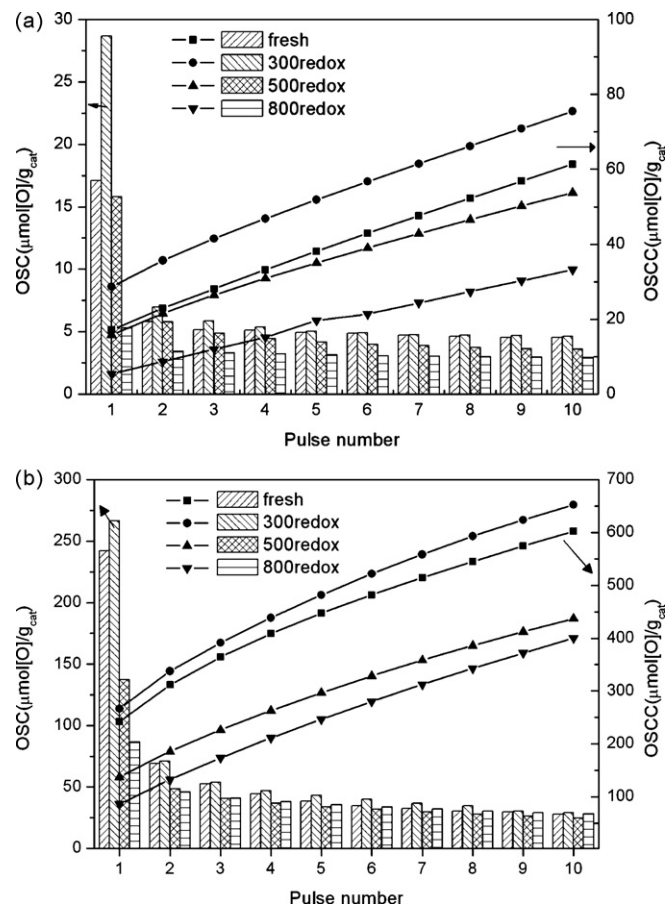 (a)
30
25
20
15
10
5
0
OSC(μmol[O]/gcat)
fresh
300redox
500redox
800redox
100
80
60
40
20
0
OSCC(μmol[O]/gcat)
1 2 3 4 5 6 7 8 9 10
Pulse number
(b)
300
250
200
150
100
50
0
OSC(μmol[O]/gcat)
fresh
300redox
500redox
800redox
700
600
500
400
300
200
100
OSCC(μmol[O]/gcat)
1 2 3 4 5 6 7 8 9 10
Pulse number